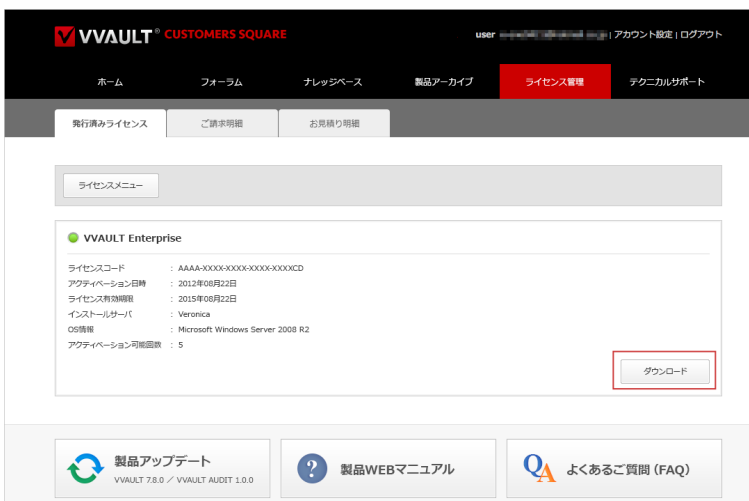 VVAULT® CUSTOMERS SQUARE
user | アカウント設定 | ログアウト
ホーム フォーラム ナレッジベース 製品アーカイブ ライセンス管理 テクニカルサポート
発行済みライセンス ご請求明細 お見積り明細
ライセンスメニュー
VVAULT Enterprise
ライセンスコード : AAAA-XXXX-XXXX-XXXX-XXXXCD
アクティベーション日時 : 2012年08月22日
ライセンス有効期限 : 2015年08月22日
インストールサーバ : Veronica
OS情報 : Microsoft Windows Server 2008 R2
アクティベーション可能回数 : 5
ダウンロード
製品アップデート
VVAULT 7.8.0 ／ VVAULT AUDIT 1.0.0
? 製品WEBマニュアル
QA よくあるご質問 (FAQ)